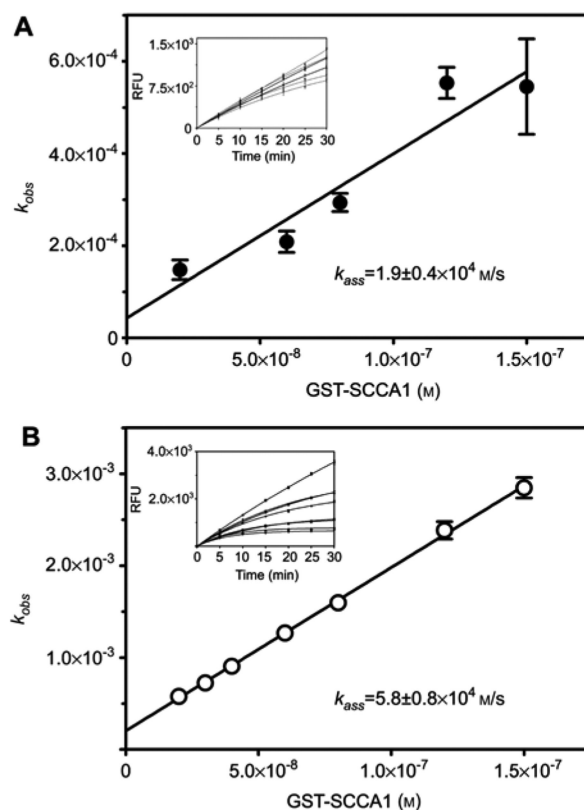 A
6.0×10⁻⁴
4.0×10⁻⁴
2.0×10⁻⁴
0
k_obs
1.5×10³
7.5×10²
0
RFU
0 5 10 15 20 25 30
Time (min)
k_ass=1.9±0.4×10⁴ M/s
0 5.0×10⁻⁸ 1.0×10⁻⁷ 1.5×10⁻⁷
GST-SCCA1 (M)
B
3.0×10⁻³
2.0×10⁻³
1.0×10⁻³
0
k_obs
4.0×10³
2.0×10³
0
RFU
0 5 10 15 20 25 30
Time (min)
k_ass=5.8±0.8×10⁴ M/s
0 5.0×10⁻⁸ 1.0×10⁻⁷ 1.5×10⁻⁷
GST-SCCA1 (M)